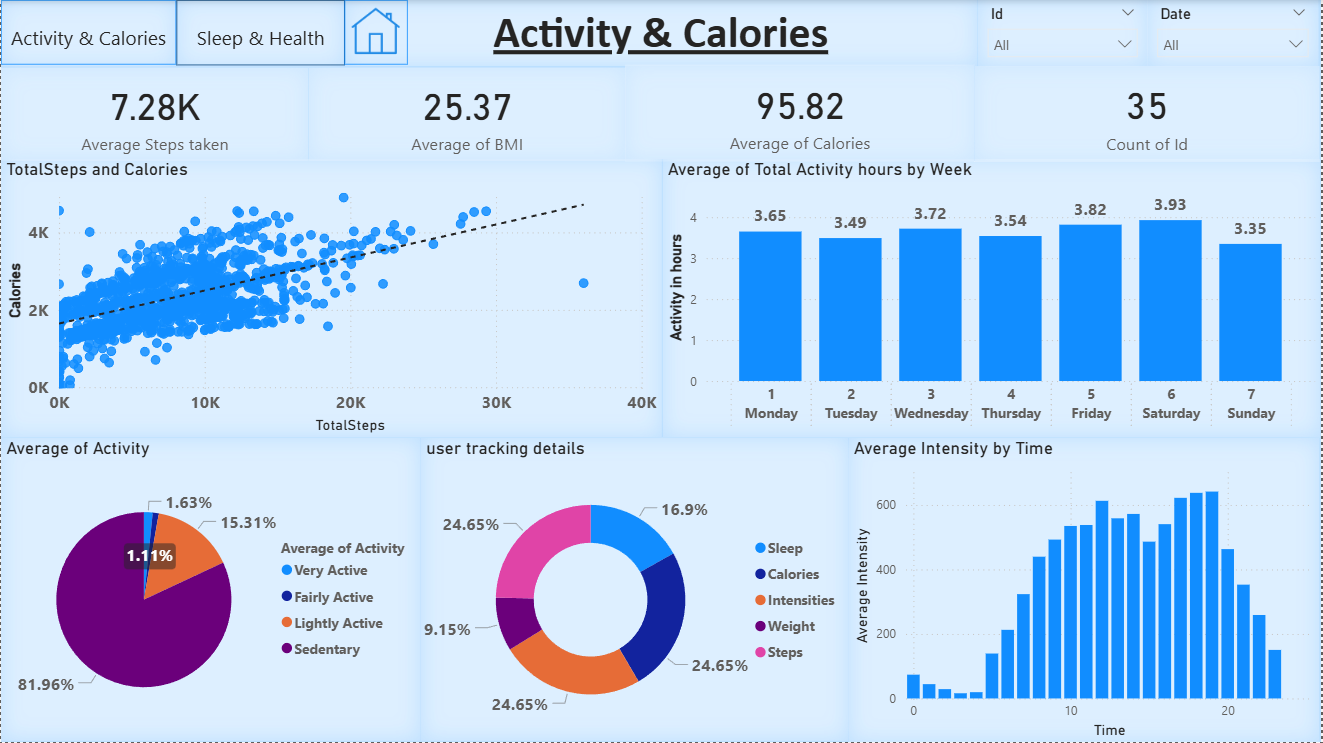 Activity & Calories
Sleep & Health
Activity & Calories
Id
All
Date
All
7.28K
Average Steps taken
25.37
Average of BMI
95.82
Average of Calories
35
Count of Id
TotalSteps and Calories
Calories
4K
2K
0K
0K 10K 20K 30K 40K
TotalSteps
Average of Total Activity hours by Week
Activity in hours
4
3
2
1
0
3.65 3.49 3.72 3.54 3.82 3.93 3.35
1 2 3 4 5 6 7
Monday Tuesday Wednesday Thursday Friday Saturday Sunday
Average of Activity
1.63%
15.31%
1.11%
81.96%
Average of Activity
Very Active
Fairly Active
Lightly Active
Sedentary
user tracking details
24.65%
16.9%
9.15%
24.65%
24.65%
Sleep
Calories
Intensities
Weight
Steps
Average Intensity by Time
Average Intensity
600
400
200
0
0 10 20
Time